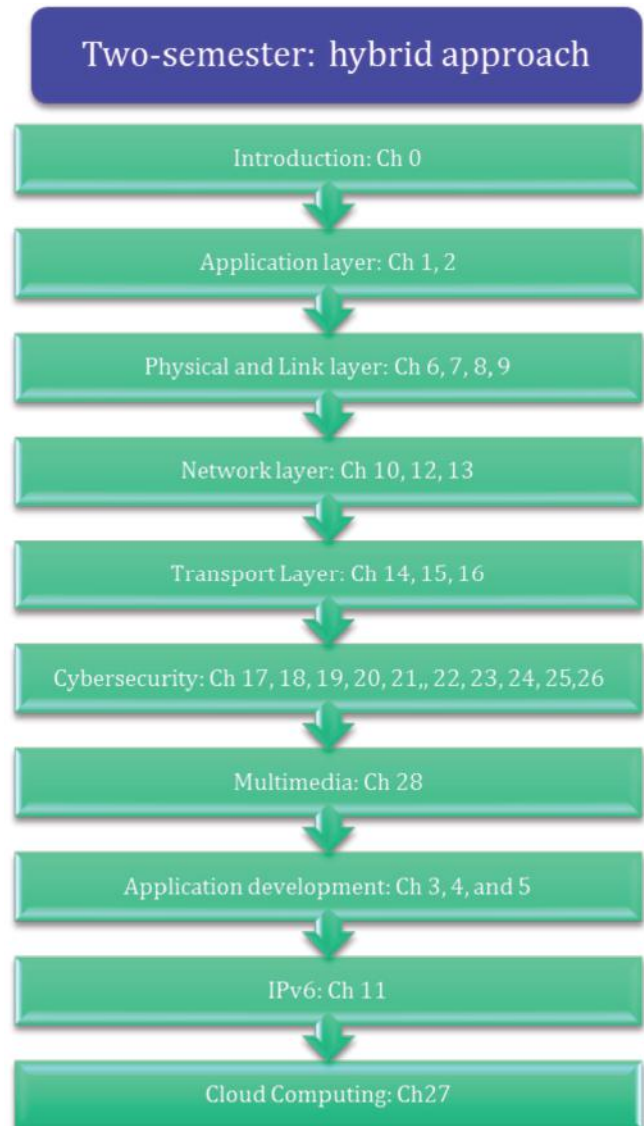 Two-semester: hybrid approach
Introduction: Ch 0
Application layer: Ch 1, 2
Physical and Link layer: Ch 6, 7, 8, 9
Network layer: Ch 10, 12, 13
Transport Layer: Ch 14, 15, 16
Cybersecurity: Ch 17, 18, 19, 20, 21,, 22, 23, 24, 25,26
Multimedia: Ch 28
Application development: Ch 3, 4, and 5
IPv6: Ch 11
Cloud Computing: Ch27